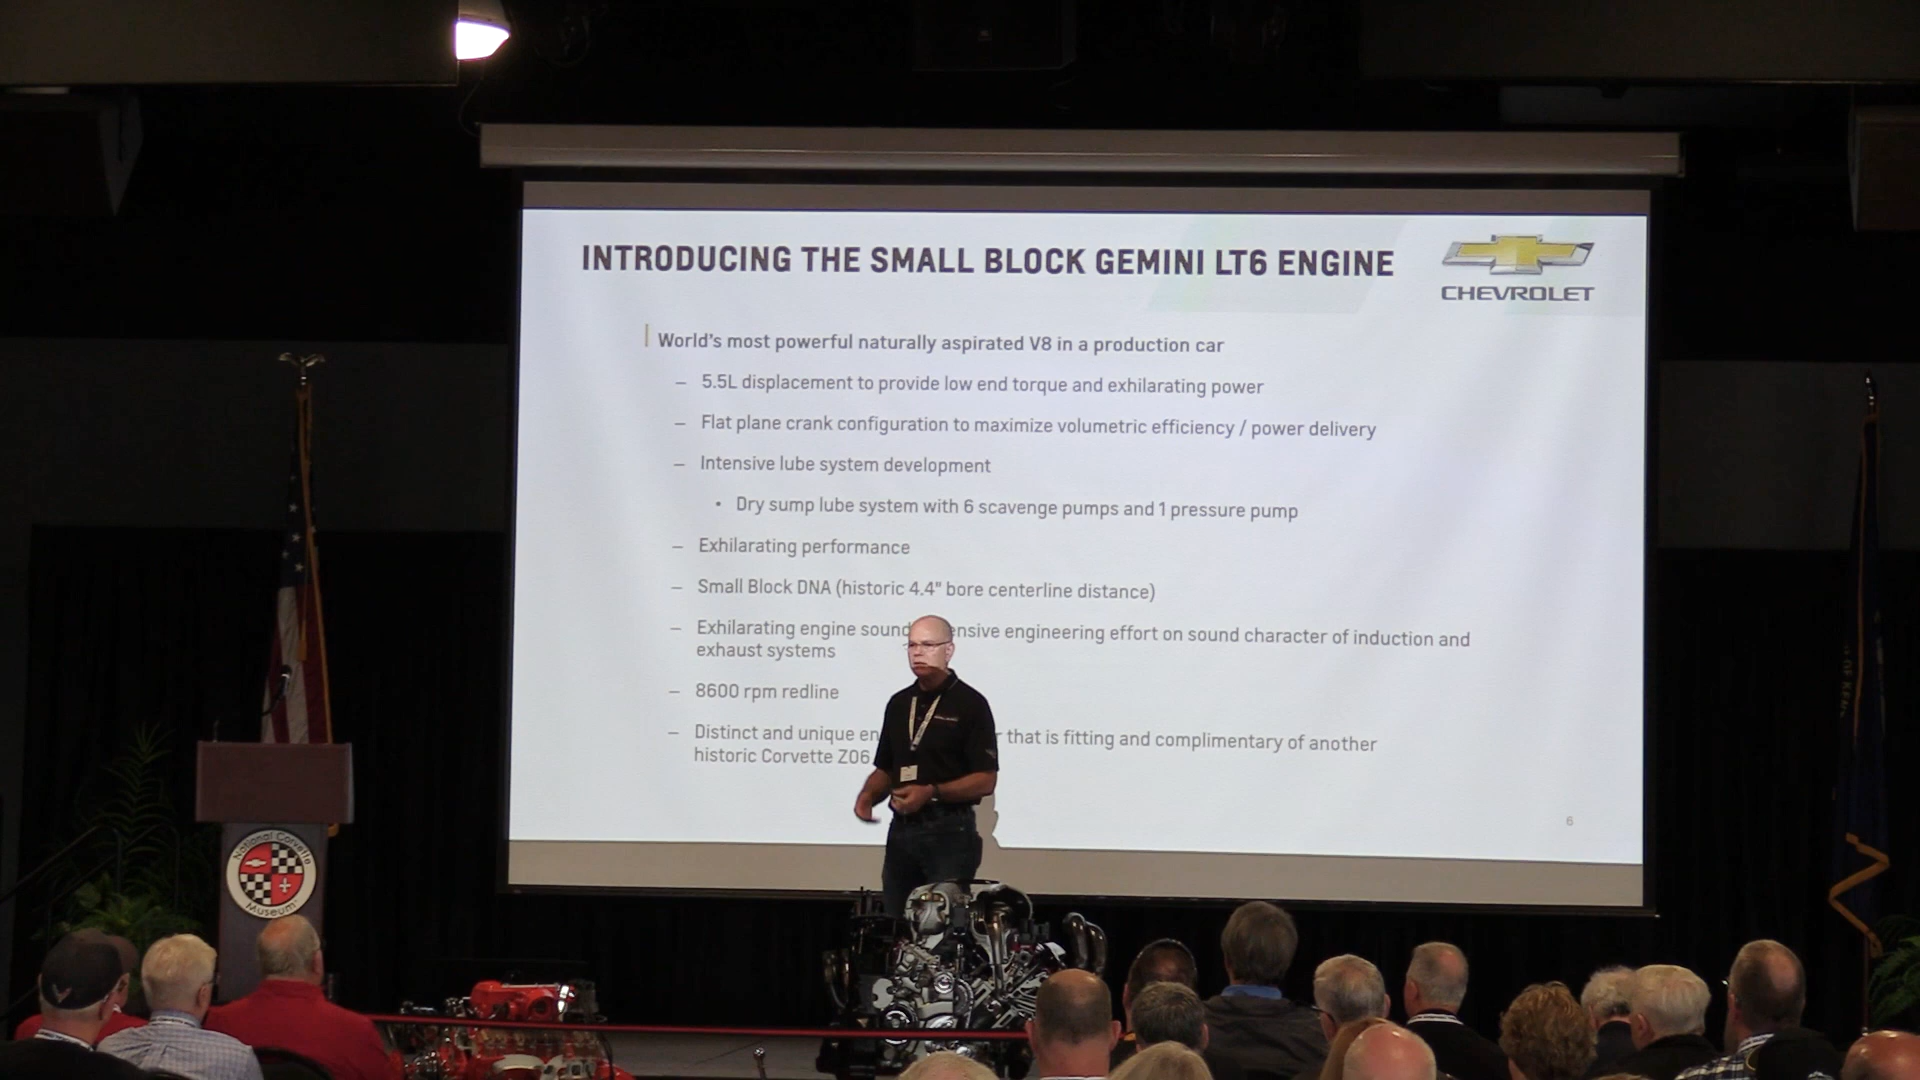 INTRODUCING THE SMALL BLOCK GEMINI LT6 ENGINE
CHEVROLET
World's most powerful naturally aspirated V8 in a production car
– 5.5L displacement to provide low end torque and exhilarating power
– Flat plane crank configuration to maximize volumetric efficiency / power delivery
– Intensive lube system development
• Dry sump lube system with 6 scavenge pumps and 1 pressure pump
– Exhilarating performance
– Small Block DNA (historic 4.4" bore centerline distance)
– Exhilarating engine sound engineering effort on sound character of induction and
exhaust systems
– 8600 rpm redline
– Distinct and unique that is fitting and complimentary of another
historic Corvette Z06
6
National Corvette
Museum